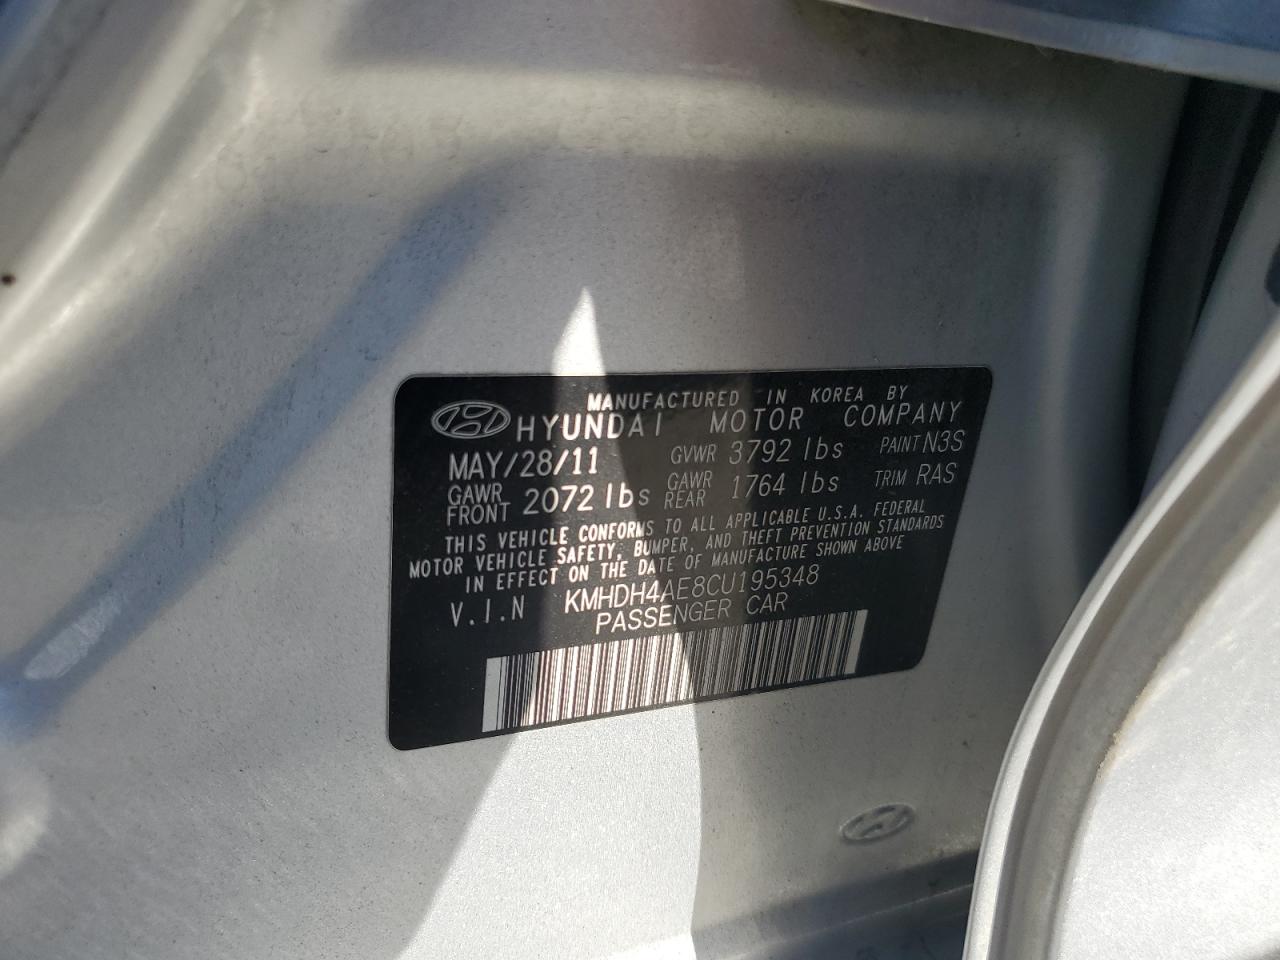 MANUFACTURED IN KOREA BY
HYUNDAI MOTOR COMPANY
MAY/28/11 GVWR 3792 lbs PAINT N3S
GAWR FRONT 2072 lbs GAWR REAR 1764 lbs TRIM RAS
THIS VEHICLE CONFORMS TO ALL APPLICABLE U.S.A. FEDERAL
MOTOR VEHICLE SAFETY, BUMPER, AND THEFT PREVENTION STANDARDS
IN EFFECT ON THE DATE OF MANUFACTURE SHOWN ABOVE
V.I.N KMHDH4AE8CU195348
PASSENGER CAR